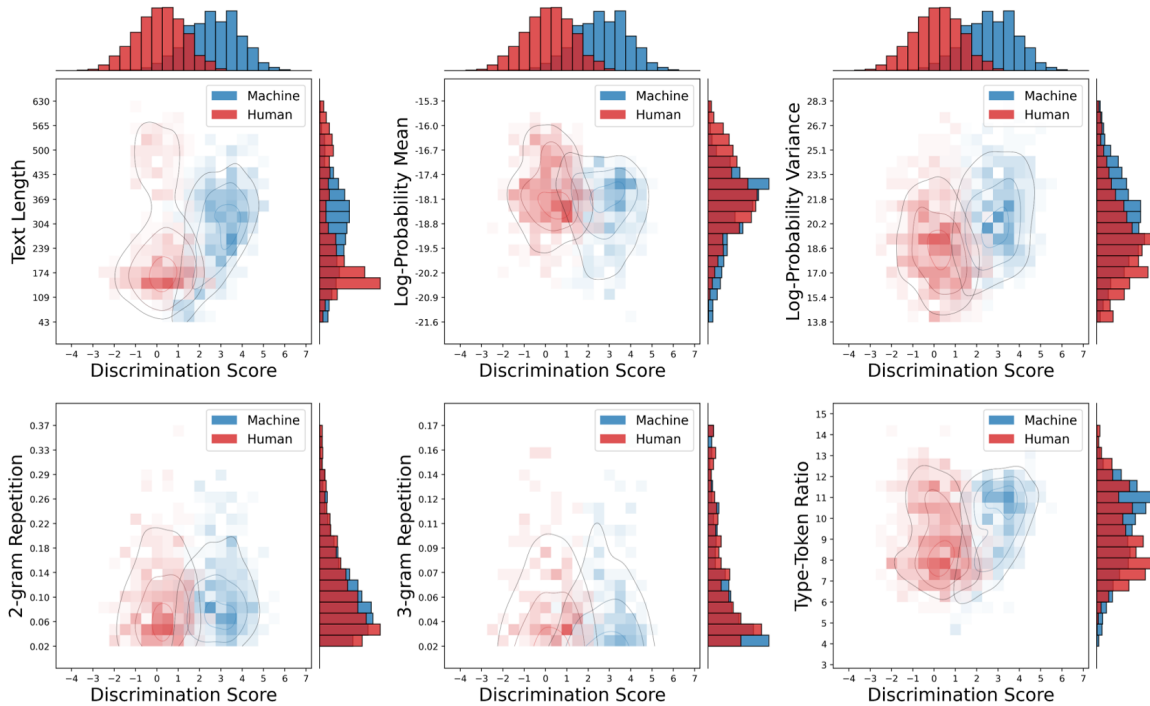 Machine
Human
Text Length
630
565
500
435
369
304
239
174
109
43
−4 −3 −2 −1 0 1 2 3 4 5 6 7
Discrimination Score
Machine
Human
Log-Probability Mean
-15.3
-16.0
-16.7
-17.4
-18.1
-18.8
-19.5
-20.2
-20.9
-21.6
−4 −3 −2 −1 0 1 2 3 4 5 6 7
Discrimination Score
Machine
Human
Log-Probability Variance
28.3
26.7
25.1
23.5
21.8
20.2
18.6
17.0
15.4
13.8
−4 −3 −2 −1 0 1 2 3 4 5 6 7
Discrimination Score
Machine
Human
2-gram Repetition
0.37
0.33
0.29
0.26
0.22
0.18
0.14
0.10
0.06
0.02
−4 −3 −2 −1 0 1 2 3 4 5 6 7
Discrimination Score
Machine
Human
3-gram Repetition
0.17
0.16
0.14
0.12
0.11
0.09
0.07
0.06
0.04
0.02
−4 −3 −2 −1 0 1 2 3 4 5 6 7
Discrimination Score
Machine
Human
Type-Token Ratio
15
14
13
12
11
10
9
8
7
6
5
4
3
−4 −3 −2 −1 0 1 2 3 4 5 6 7
Discrimination Score